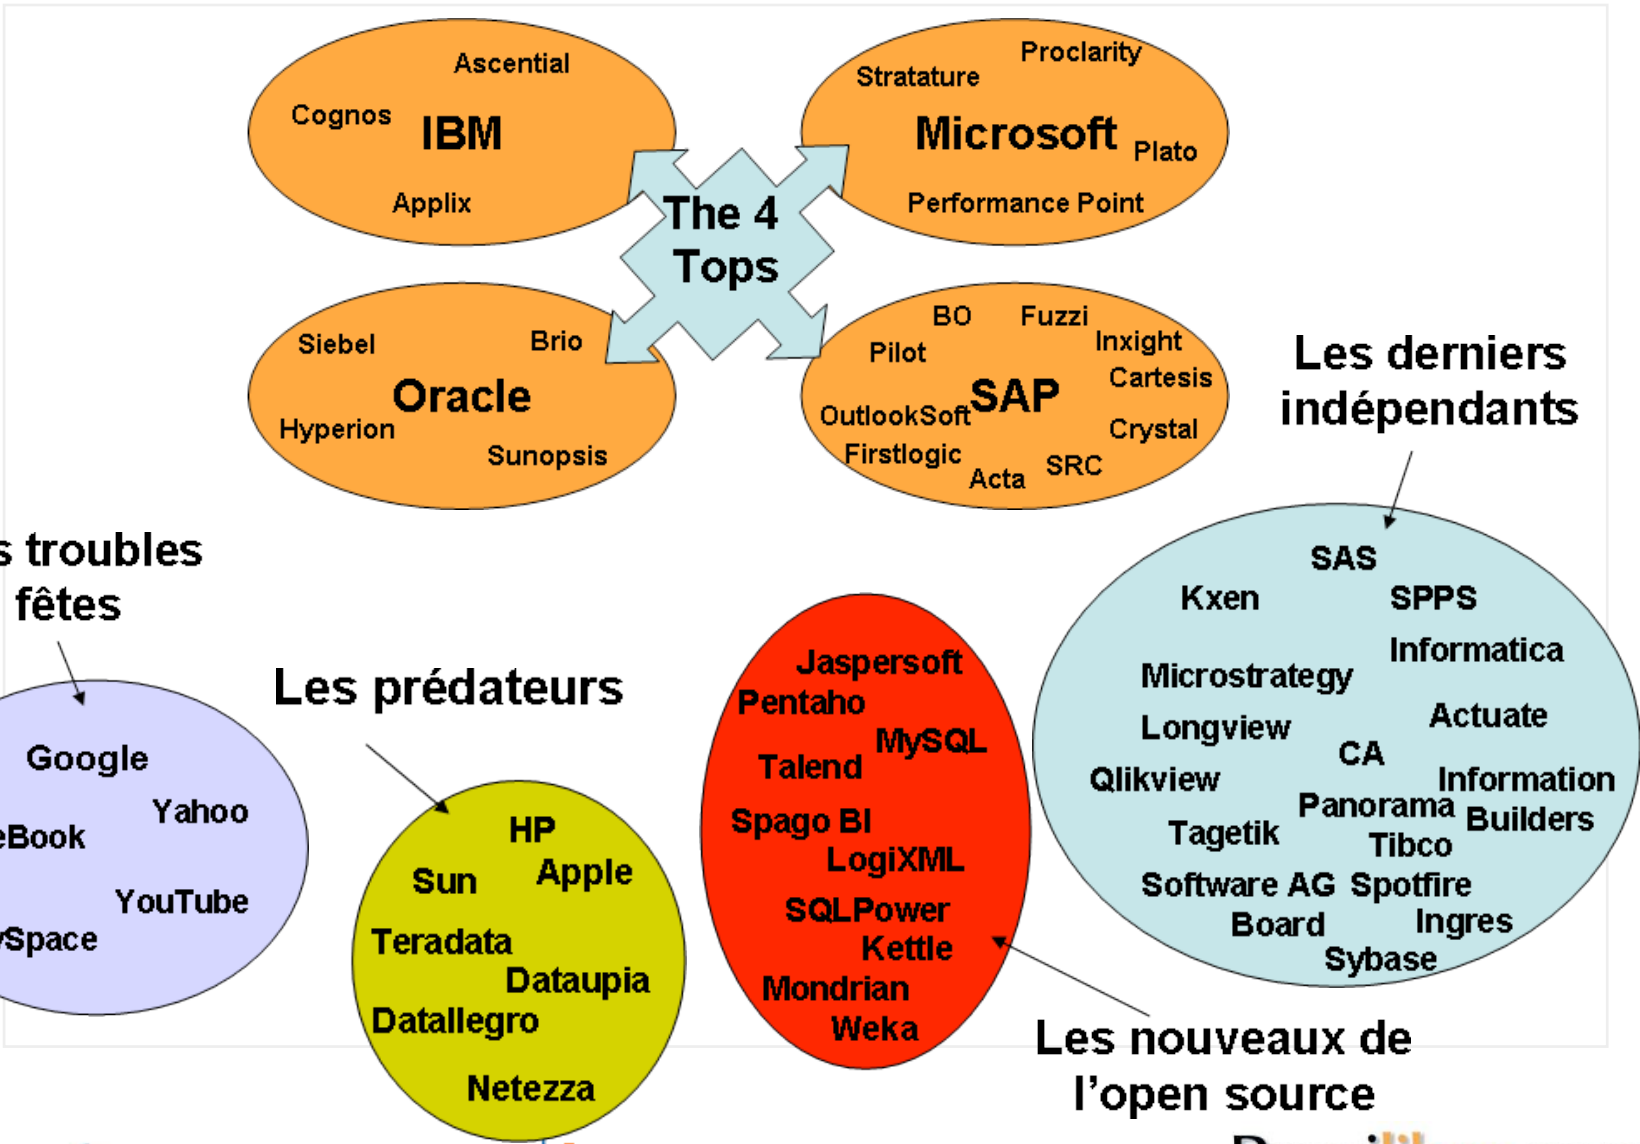 Ascential
Cognos
IBM
Applix
Proclarity
Stratature
Microsoft
Plato
Performance Point
The 4
Tops
Siebel
Brio
Oracle
Hyperion
Sunopsis
BO
Fuzzi
Pilot
Inxight
Cartesis
SAP
OutlookSoft
Crystal
Firstlogic
SRC
Acta
Les derniers
indépendants
SAS
Kxen
SPPS
Informatica
Microstrategy
Actuate
Longview
CA
Qlikview
Information
Builders
Panorama
Tagetik
Tibco
Software AG
Spotfire
Board
Ingres
Sybase
troubles
fêtes
Google
Yahoo
eBook
YouTube
Space
Les prédateurs
HP
Apple
Sun
Teradata
Dataupia
Datallegro
Netezza
Jaspersoft
Pentaho
MySQL
Talend
Spago BI
LogiXML
SQLPower
Kettle
Mondrian
Weka
Les nouveaux de
l'open source